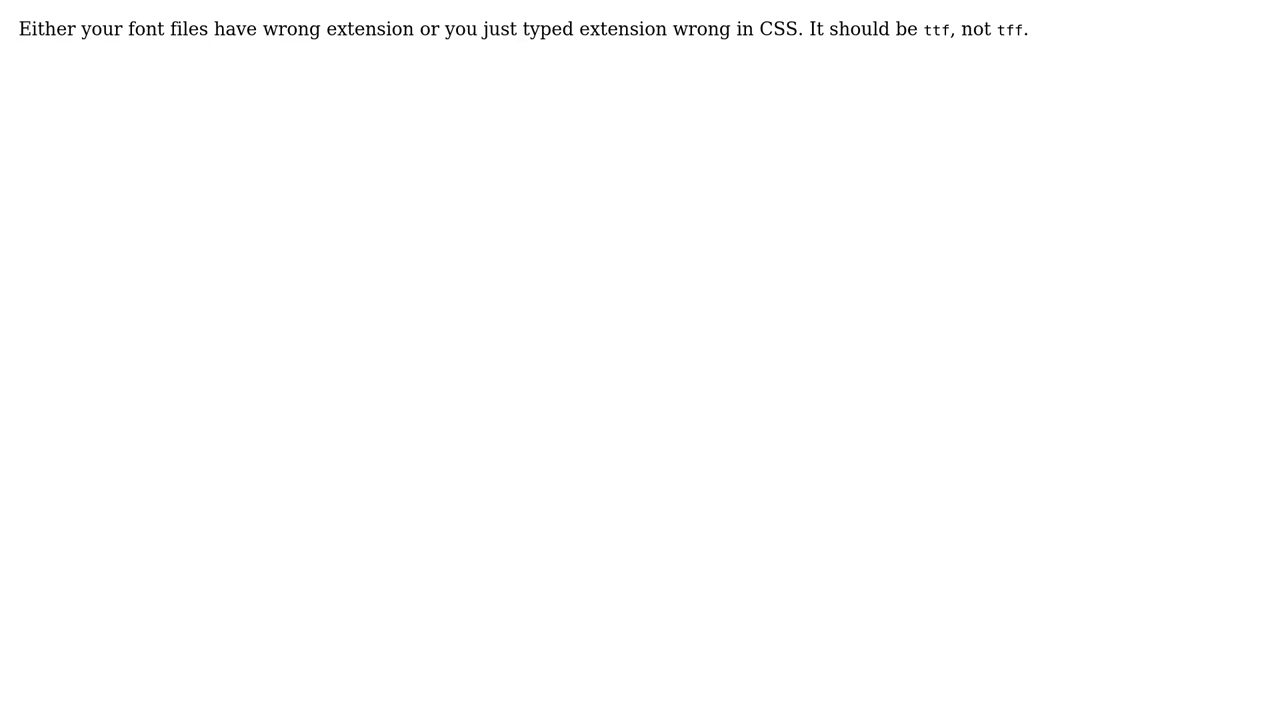 Either your font files have wrong extension or you just typed extension wrong in CSS. It should be ttf, not tff.